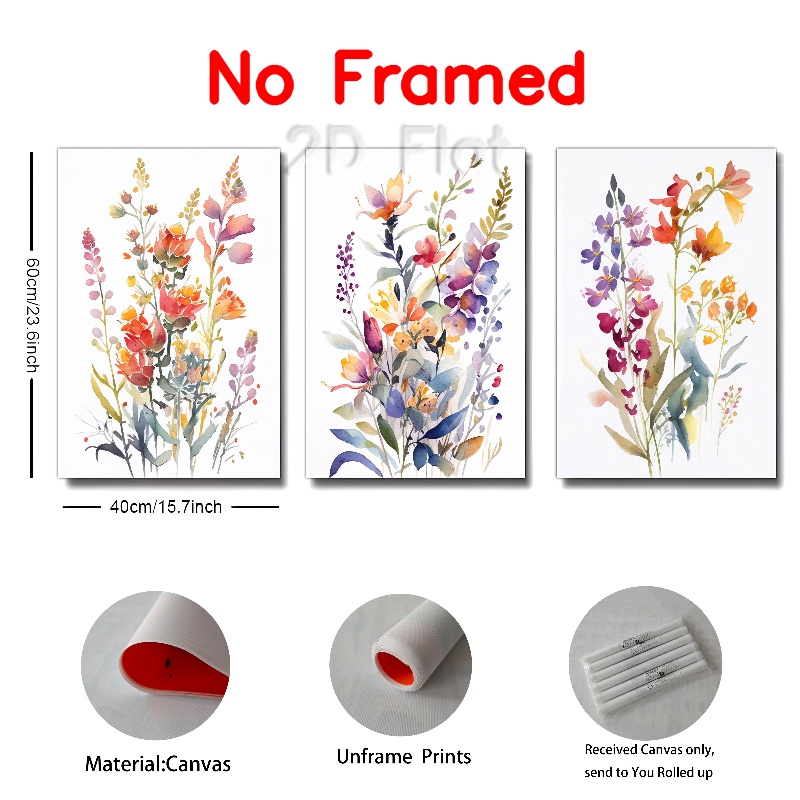 No Framed
2D Flat
60cm/23.6inch
40cm/15.7inch
Material:Canvas
Unframe Prints
Received Canvas only,
send to You Rolled up